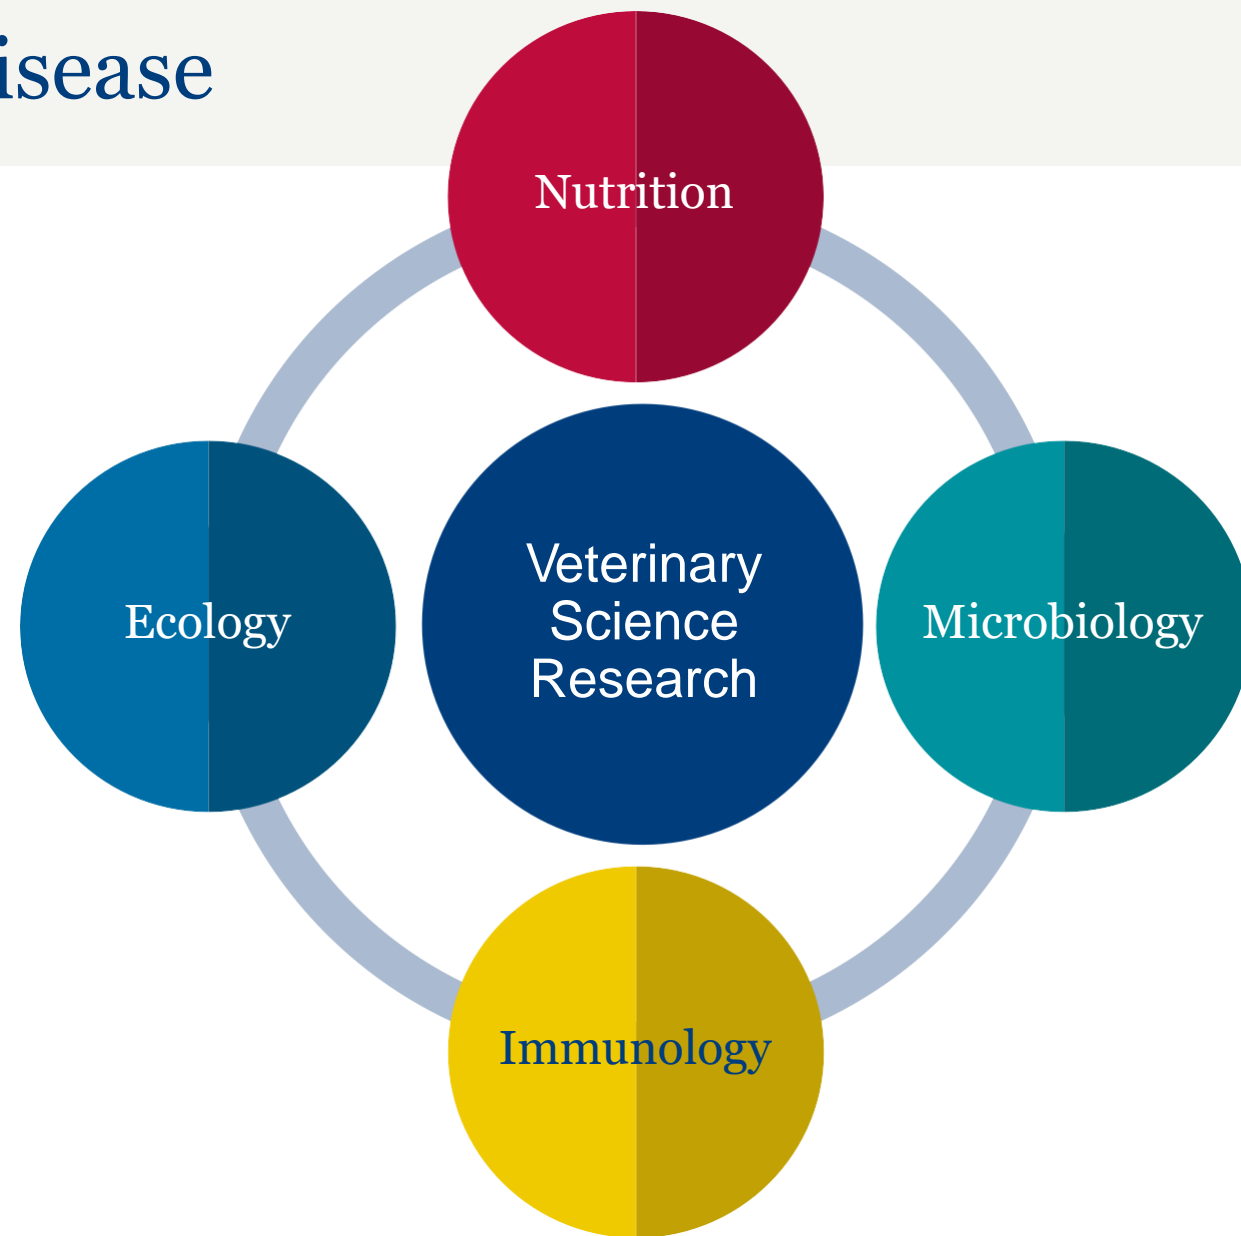 isease
Nutrition
Ecology
Veterinary
Science
Research
Microbiology
Immunology